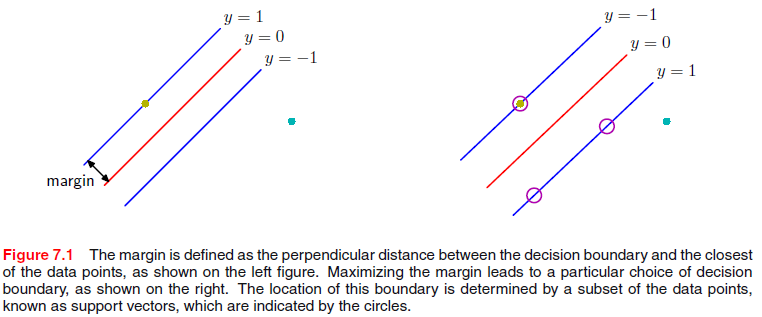 y = 1
y = 0
y = −1
margin
y = −1
y = 0
y = 1
Figure 7.1 The margin is defined as the perpendicular distance between the decision boundary and the closest
of the data points, as shown on the left figure. Maximizing the margin leads to a particular choice of decision
boundary, as shown on the right. The location of this boundary is determined by a subset of the data points,
known as support vectors, which are indicated by the circles.